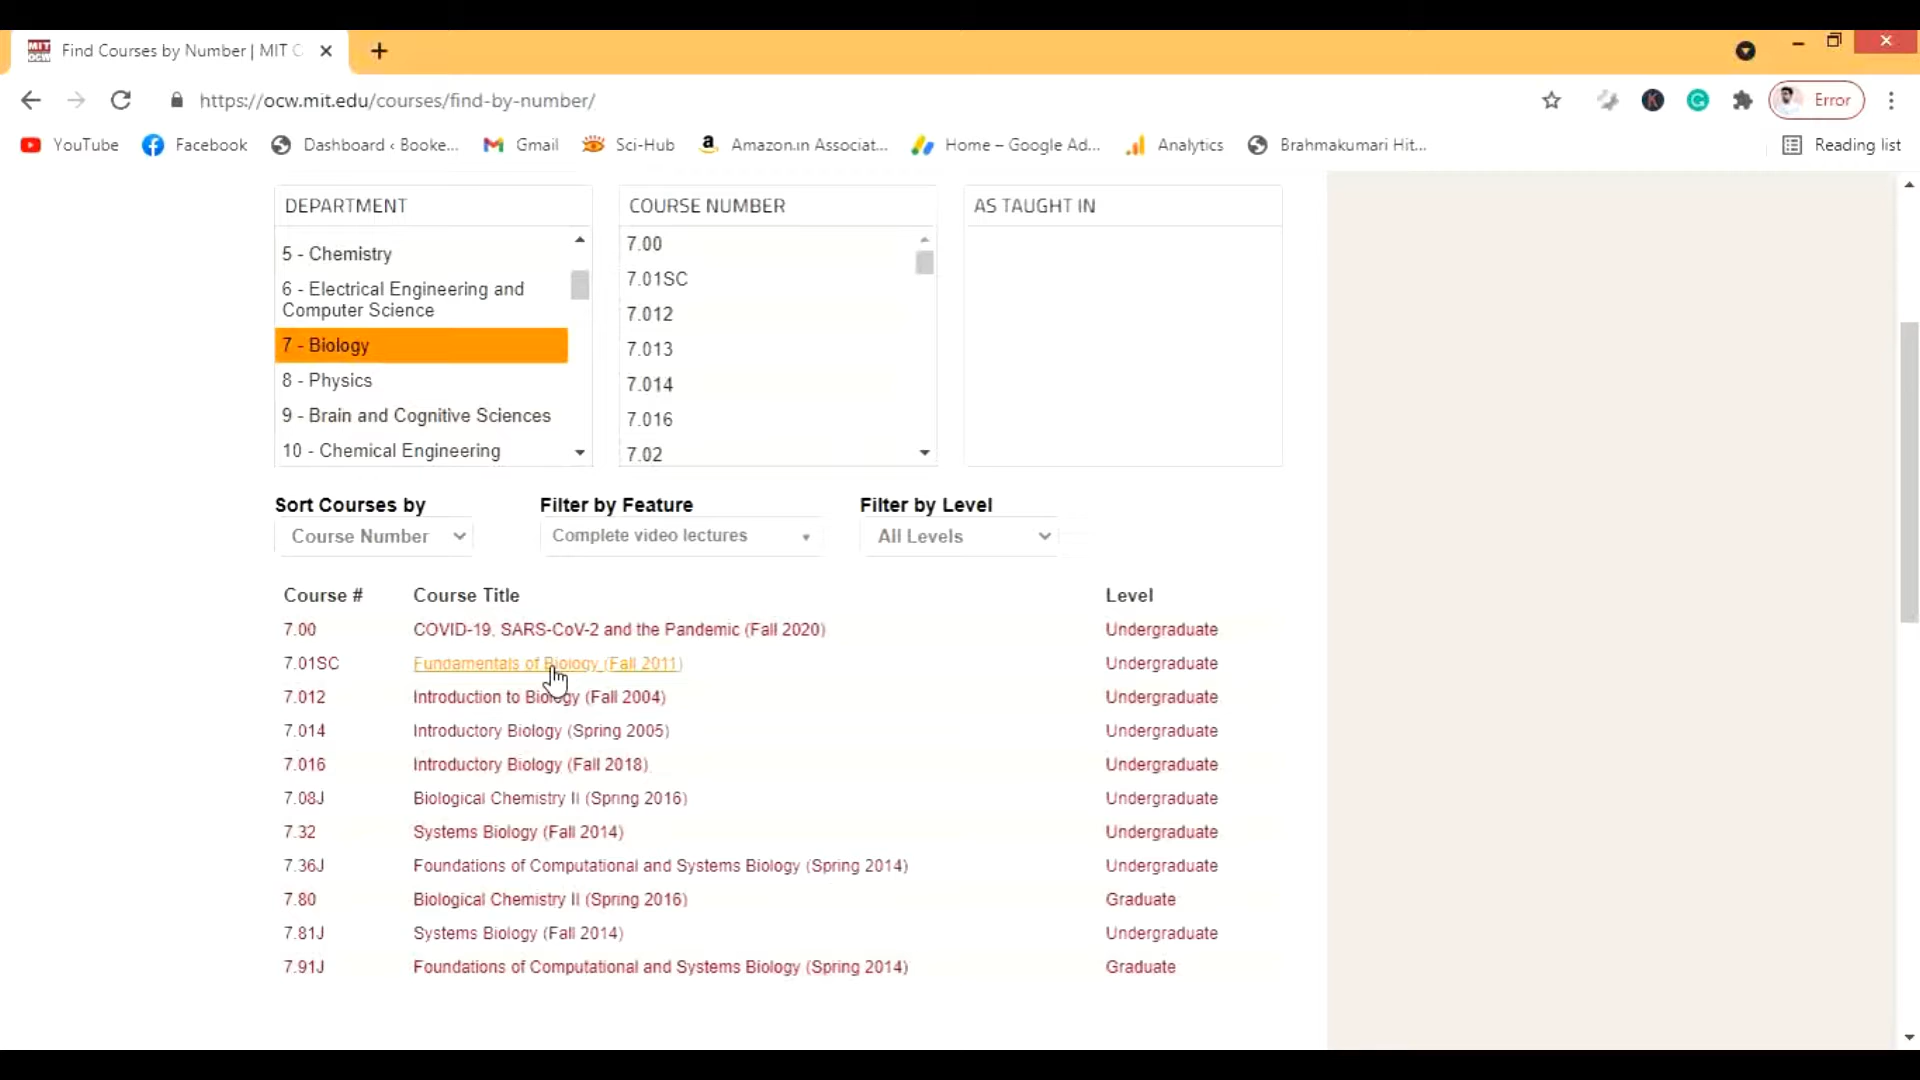 Find Courses by Number | MIT C
https://ocw.mit.edu/courses/find-by-number/
Error
YouTube
Facebook
Dashboard ‹ Booke...
Gmail
Sci-Hub
Amazon.in Associat...
Home – Google Ad...
Analytics
Brahmakumari Hit...
Reading list
DEPARTMENT
5 - Chemistry
6 - Electrical Engineering and
Computer Science
7 - Biology
8 - Physics
9 - Brain and Cognitive Sciences
10 - Chemical Engineering
COURSE NUMBER
7.00
7.01SC
7.012
7.013
7.014
7.016
7.02
AS TAUGHT IN
Sort Courses by
Course Number
Filter by Feature
Complete video lectures
Filter by Level
All Levels
Course # Course Title Level
7.00 COVID-19, SARS-CoV-2 and the Pandemic (Fall 2020) Undergraduate
7.01SC Fundamentals of Biology (Fall 2011) Undergraduate
7.012 Introduction to Biology (Fall 2004) Undergraduate
7.014 Introductory Biology (Spring 2005) Undergraduate
7.016 Introductory Biology (Fall 2018) Undergraduate
7.08J Biological Chemistry II (Spring 2016) Undergraduate
7.32 Systems Biology (Fall 2014) Undergraduate
7.36J Foundations of Computational and Systems Biology (Spring 2014) Undergraduate
7.80 Biological Chemistry II (Spring 2016) Graduate
7.81J Systems Biology (Fall 2014) Undergraduate
7.91J Foundations of Computational and Systems Biology (Spring 2014) Graduate